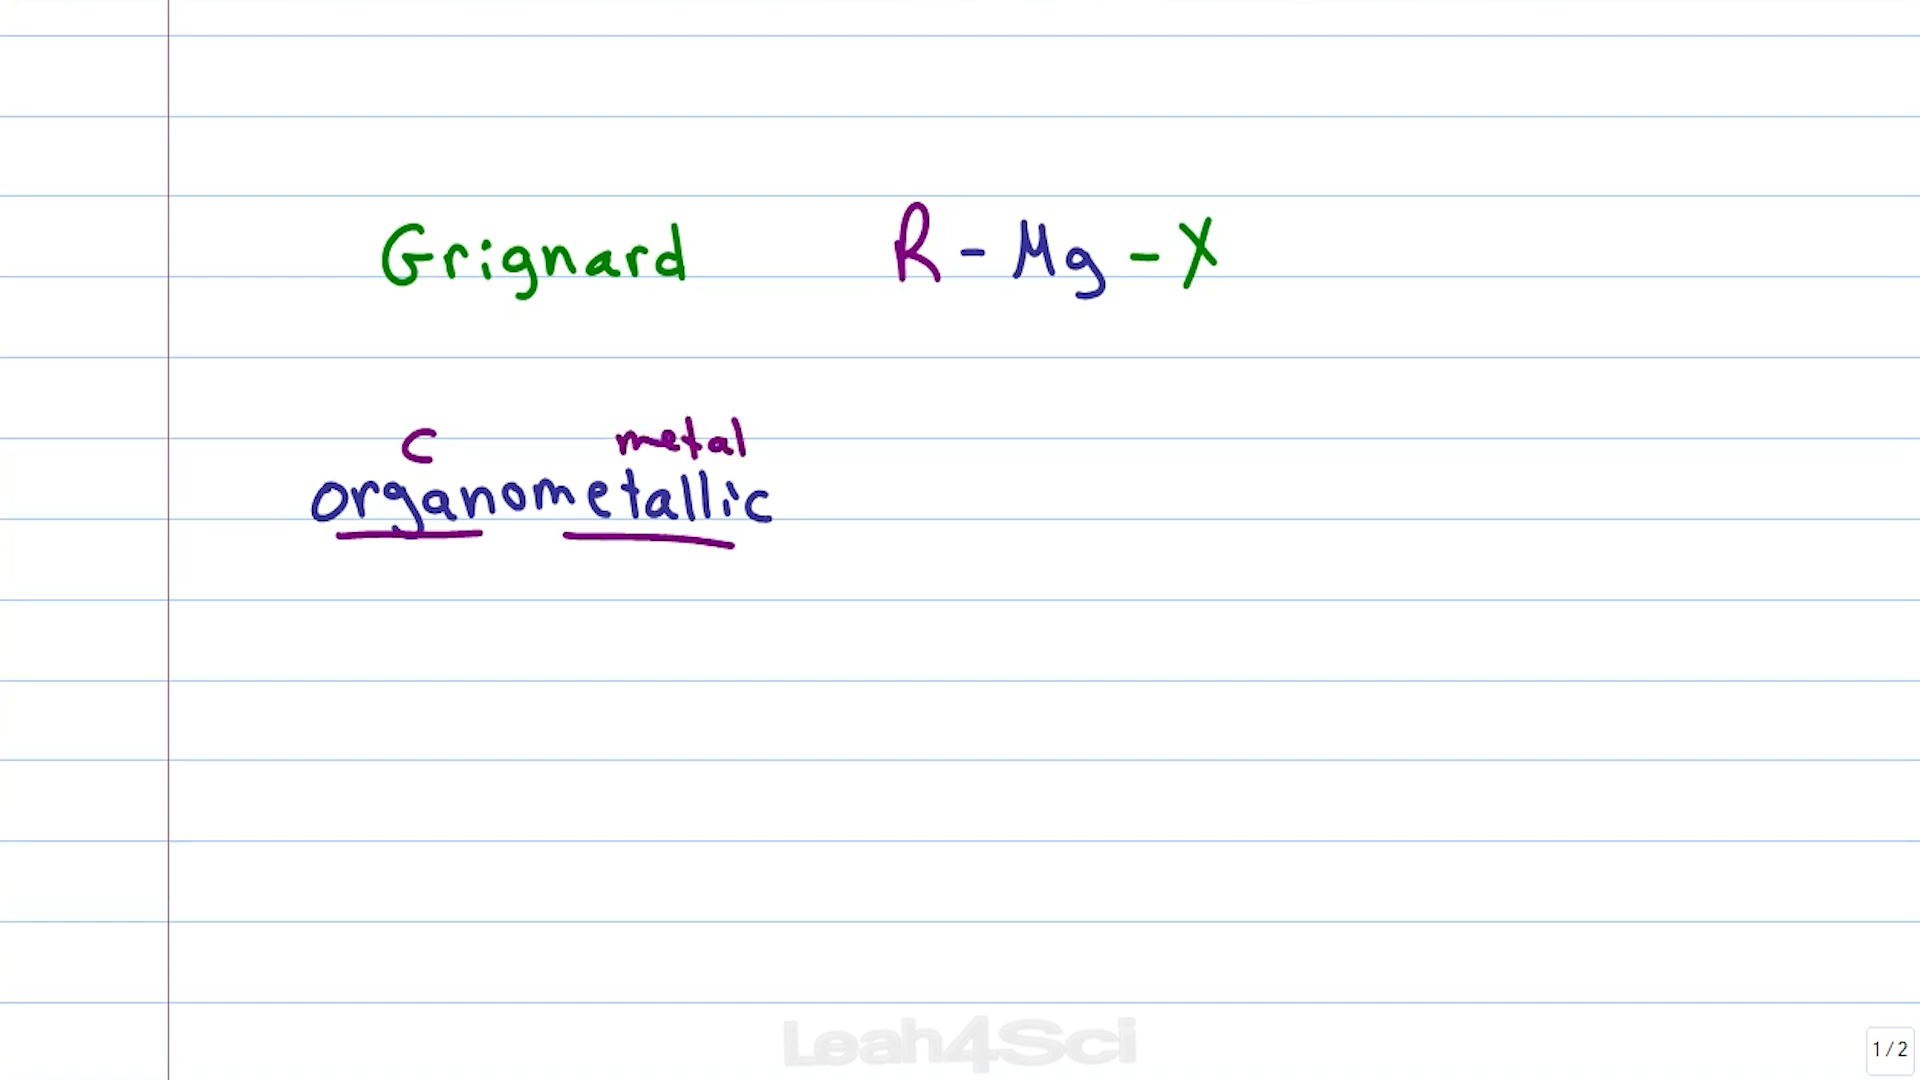 Grignard R - Mg - X
C metal
organometallic
Leah4Sci
1/2